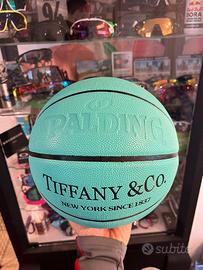 SPALDING
TIFFANY & CO.
NEW YORK SINCE 1837
subito